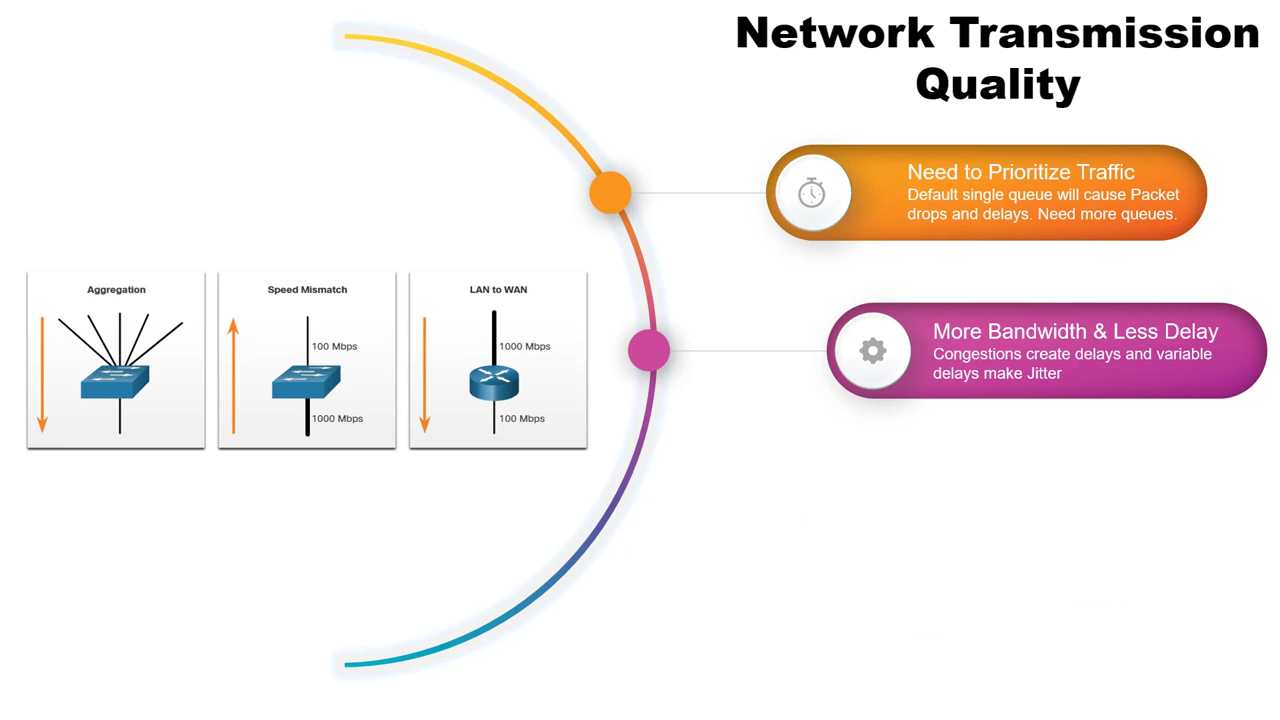 Network Transmission
Quality
Need to Prioritize Traffic
Default single queue will cause Packet
drops and delays. Need more queues.
Aggregation
Speed Mismatch
100 Mbps
1000 Mbps
LAN to WAN
1000 Mbps
100 Mbps
More Bandwidth & Less Delay
Congestions create delays and variable
delays make Jitter